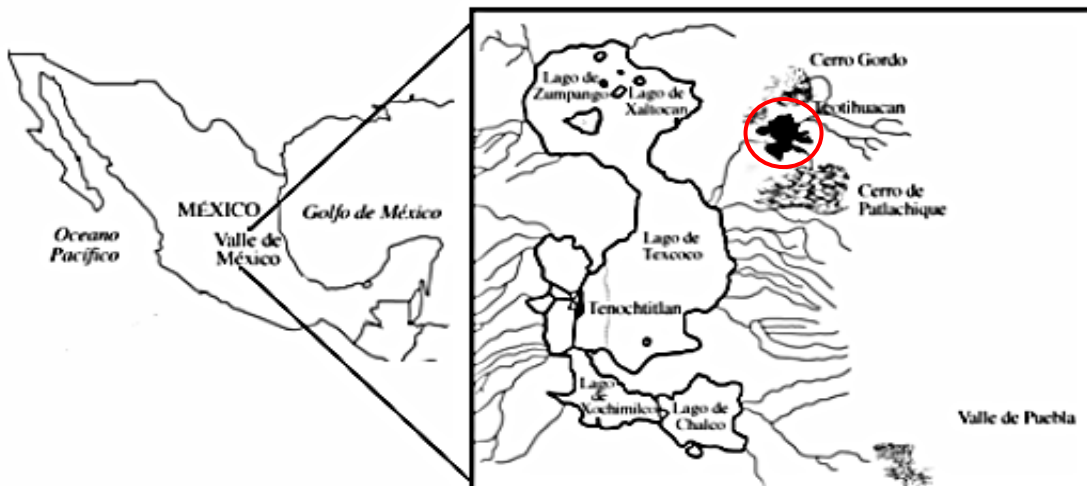 MÉXICO
Valle de
México
Golfo de México
Oceano
Pacífico
Lago de
Zumpango
Lago de
Xaltocan
Cerro Gordo
Teotihuacan
Cerro de
Patlachique
Lago de
Texcoco
Tenochtitlan
Lago
de
Xochimilco
Lago de
Chalco
Valle de Puebla